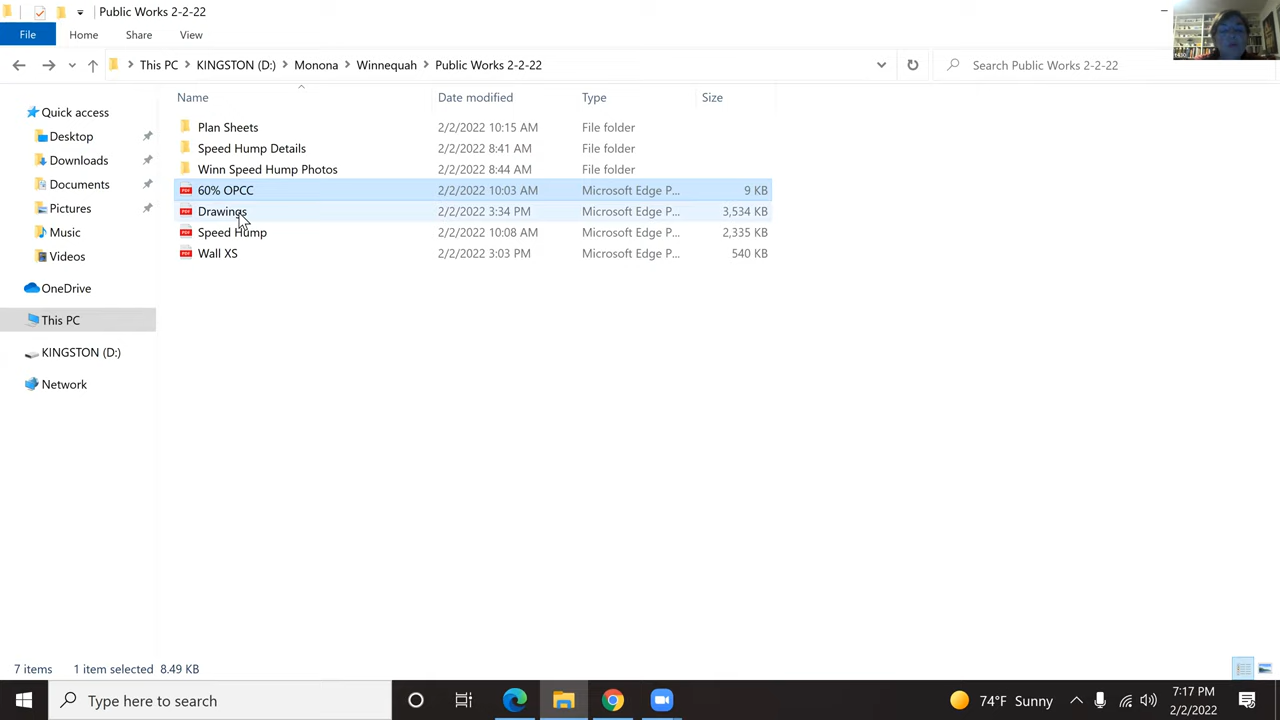 Public Works 2-2-22
File Home Share View
This PC KINGSTON (D:) Monona Winnequah Public Works 2-2-22 Search Public Works 2-2-22
Name Date modified Type Size
Quick access
Desktop
Downloads
Documents
Pictures
Music
Videos
OneDrive
This PC
KINGSTON (D:)
Network
Plan Sheets 2/2/2022 10:15 AM File folder
Speed Hump Details 2/2/2022 8:41 AM File folder
Winn Speed Hump Photos 2/2/2022 8:44 AM File folder
60% OPCC 2/2/2022 10:03 AM Microsoft Edge P... 9 KB
Drawings 2/2/2022 3:34 PM Microsoft Edge P... 3,534 KB
Speed Hump 2/2/2022 10:08 AM Microsoft Edge P... 2,335 KB
Wall XS 2/2/2022 3:03 PM Microsoft Edge P... 540 KB
7 items 1 item selected 8.49 KB
Type here to search 74°F Sunny 7:17 PM
2/2/2022